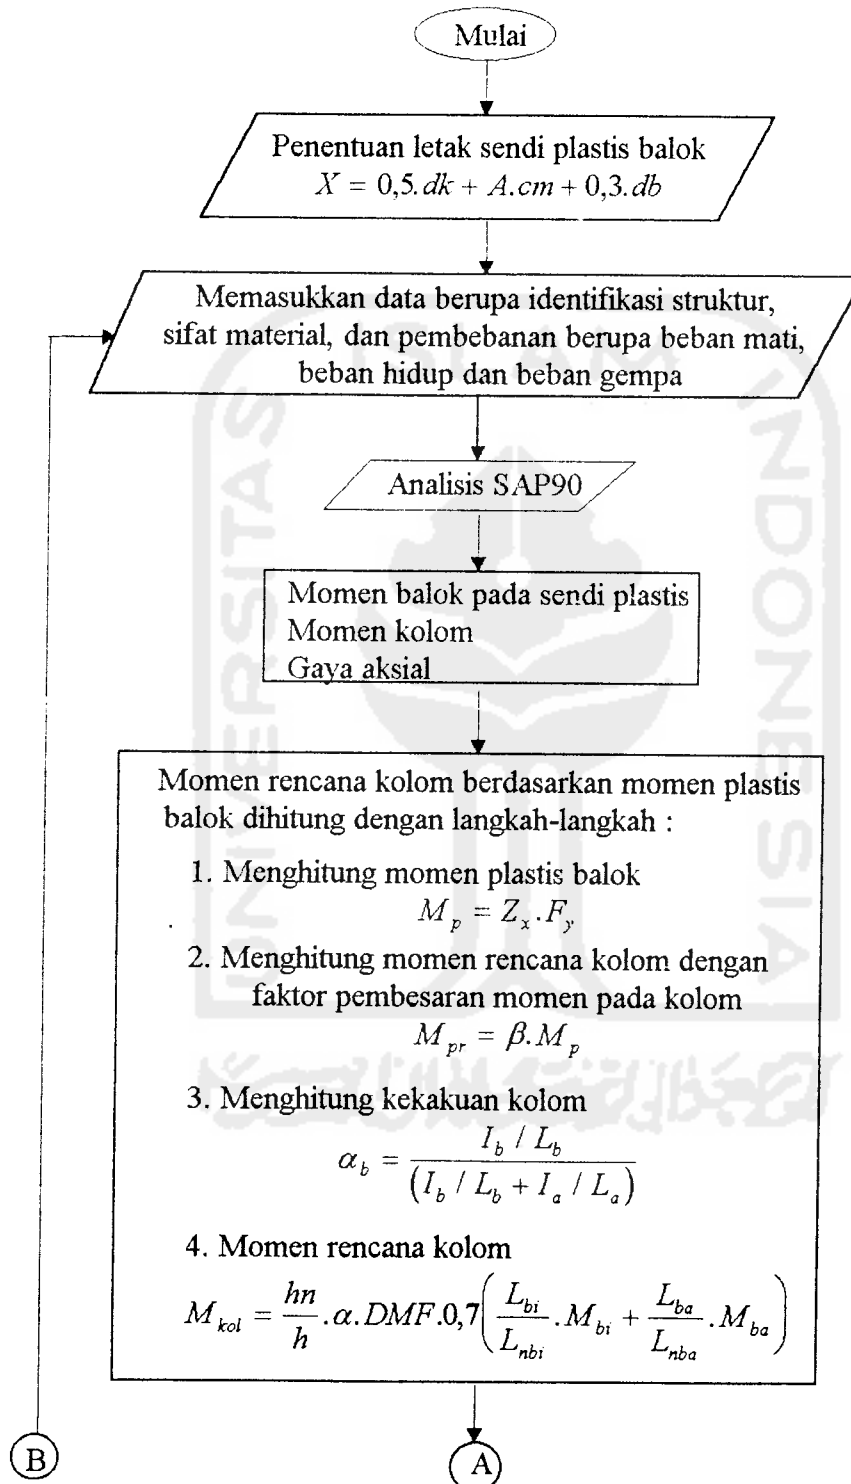 Mulai
Penentuan letak sendi plastis balok
X = 0,5.dk + A.cm + 0,3.db
Memasukkan data berupa identifikasi struktur,
sifat material, dan pembebanan berupa beban mati,
beban hidup dan beban gempa
Analisis SAP90
Momen balok pada sendi plastis
Momen kolom
Gaya aksial
Momen rencana kolom berdasarkan momen plastis
balok dihitung dengan langkah-langkah :
1. Menghitung momen plastis balok
M_p = Z_x . F_y
2. Menghitung momen rencana kolom dengan
faktor pembesaran momen pada kolom
M_pr = β. M_p
3. Menghitung kekakuan kolom
α_b = I_b / L_b / (I_b / L_b + I_a / L_a)
4. Momen rencana kolom
M_kol = hn/h . α. DMF.0,7 (L_bi/L_nbi . M_bi + L_ba/L_nba . M_ba)
B
A
ISLAM
UNIVERSITAS
INDONESIA